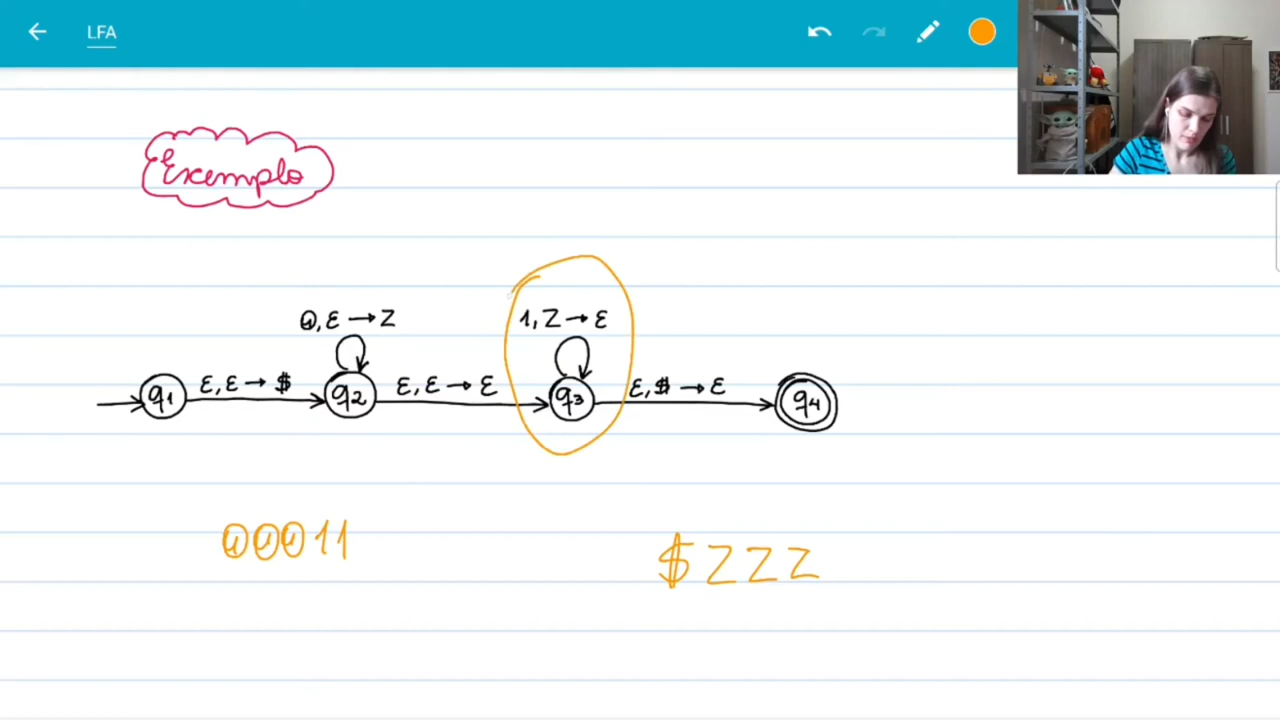 LFA
Exemplo
0, ε → Z
1, Z → ε
q1
ε, ε → $
q2
ε, ε → ε
q3
ε, $ → ε
q4
00011
$ZZZ